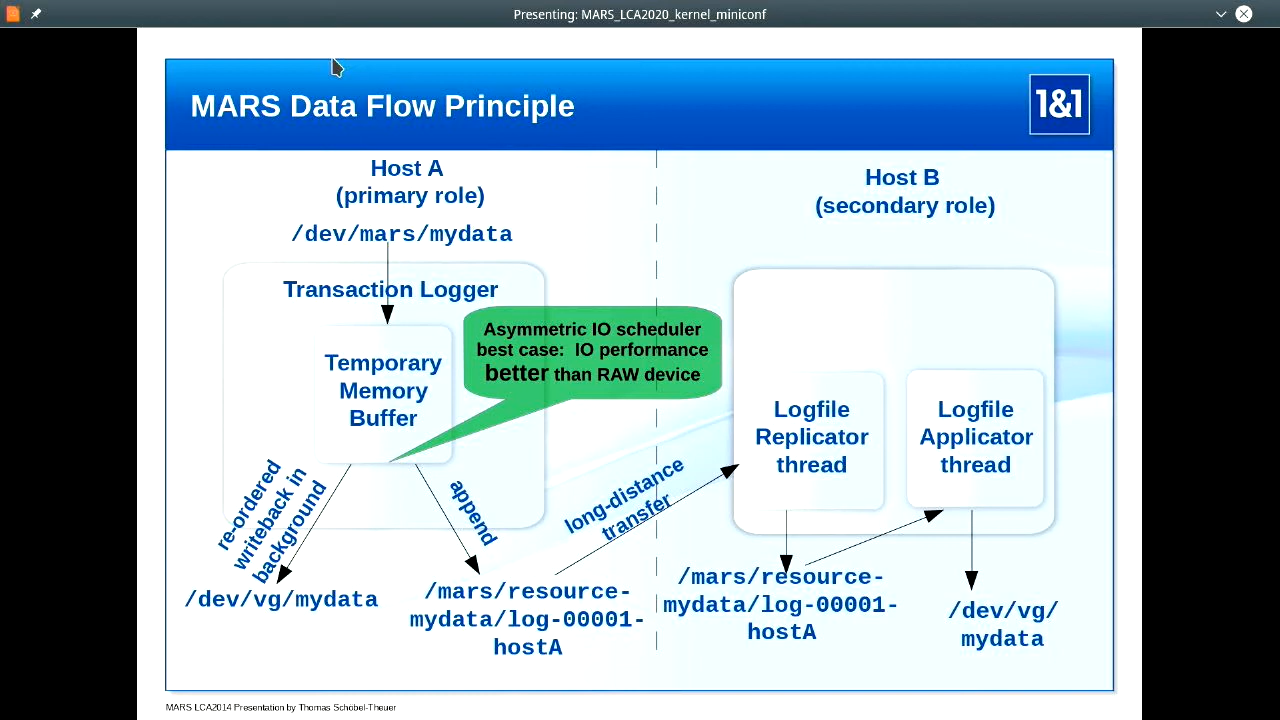 Presenting: MARS_LCA2020_kernel_miniconf
MARS Data Flow Principle
1&1
Host A
(primary role)
/dev/mars/mydata
Transaction Logger
Temporary
Memory
Buffer
Asymmetric IO scheduler
best case: IO performance
better than RAW device
re-ordered
writeback in
background
append
/dev/vg/mydata
/mars/resource-
mydata/log-00001-
hostA
long-distance
transfer
Host B
(secondary role)
Logfile
Replicator
thread
Logfile
Applicator
thread
/mars/resource-
mydata/log-00001-
hostA
/dev/vg/
mydata
MARS LCA2014 Presentation by Thomas Schöbel-Theuer